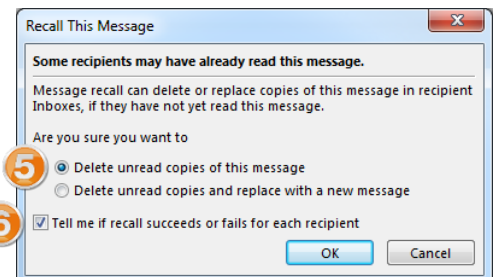 Recall This Message
Some recipients may have already read this message.
Message recall can delete or replace copies of this message in recipient
Inboxes, if they have not yet read this message.
Are you sure you want to
5 Delete unread copies of this message
Delete unread copies and replace with a new message
6 Tell me if recall succeeds or fails for each recipient
OK Cancel